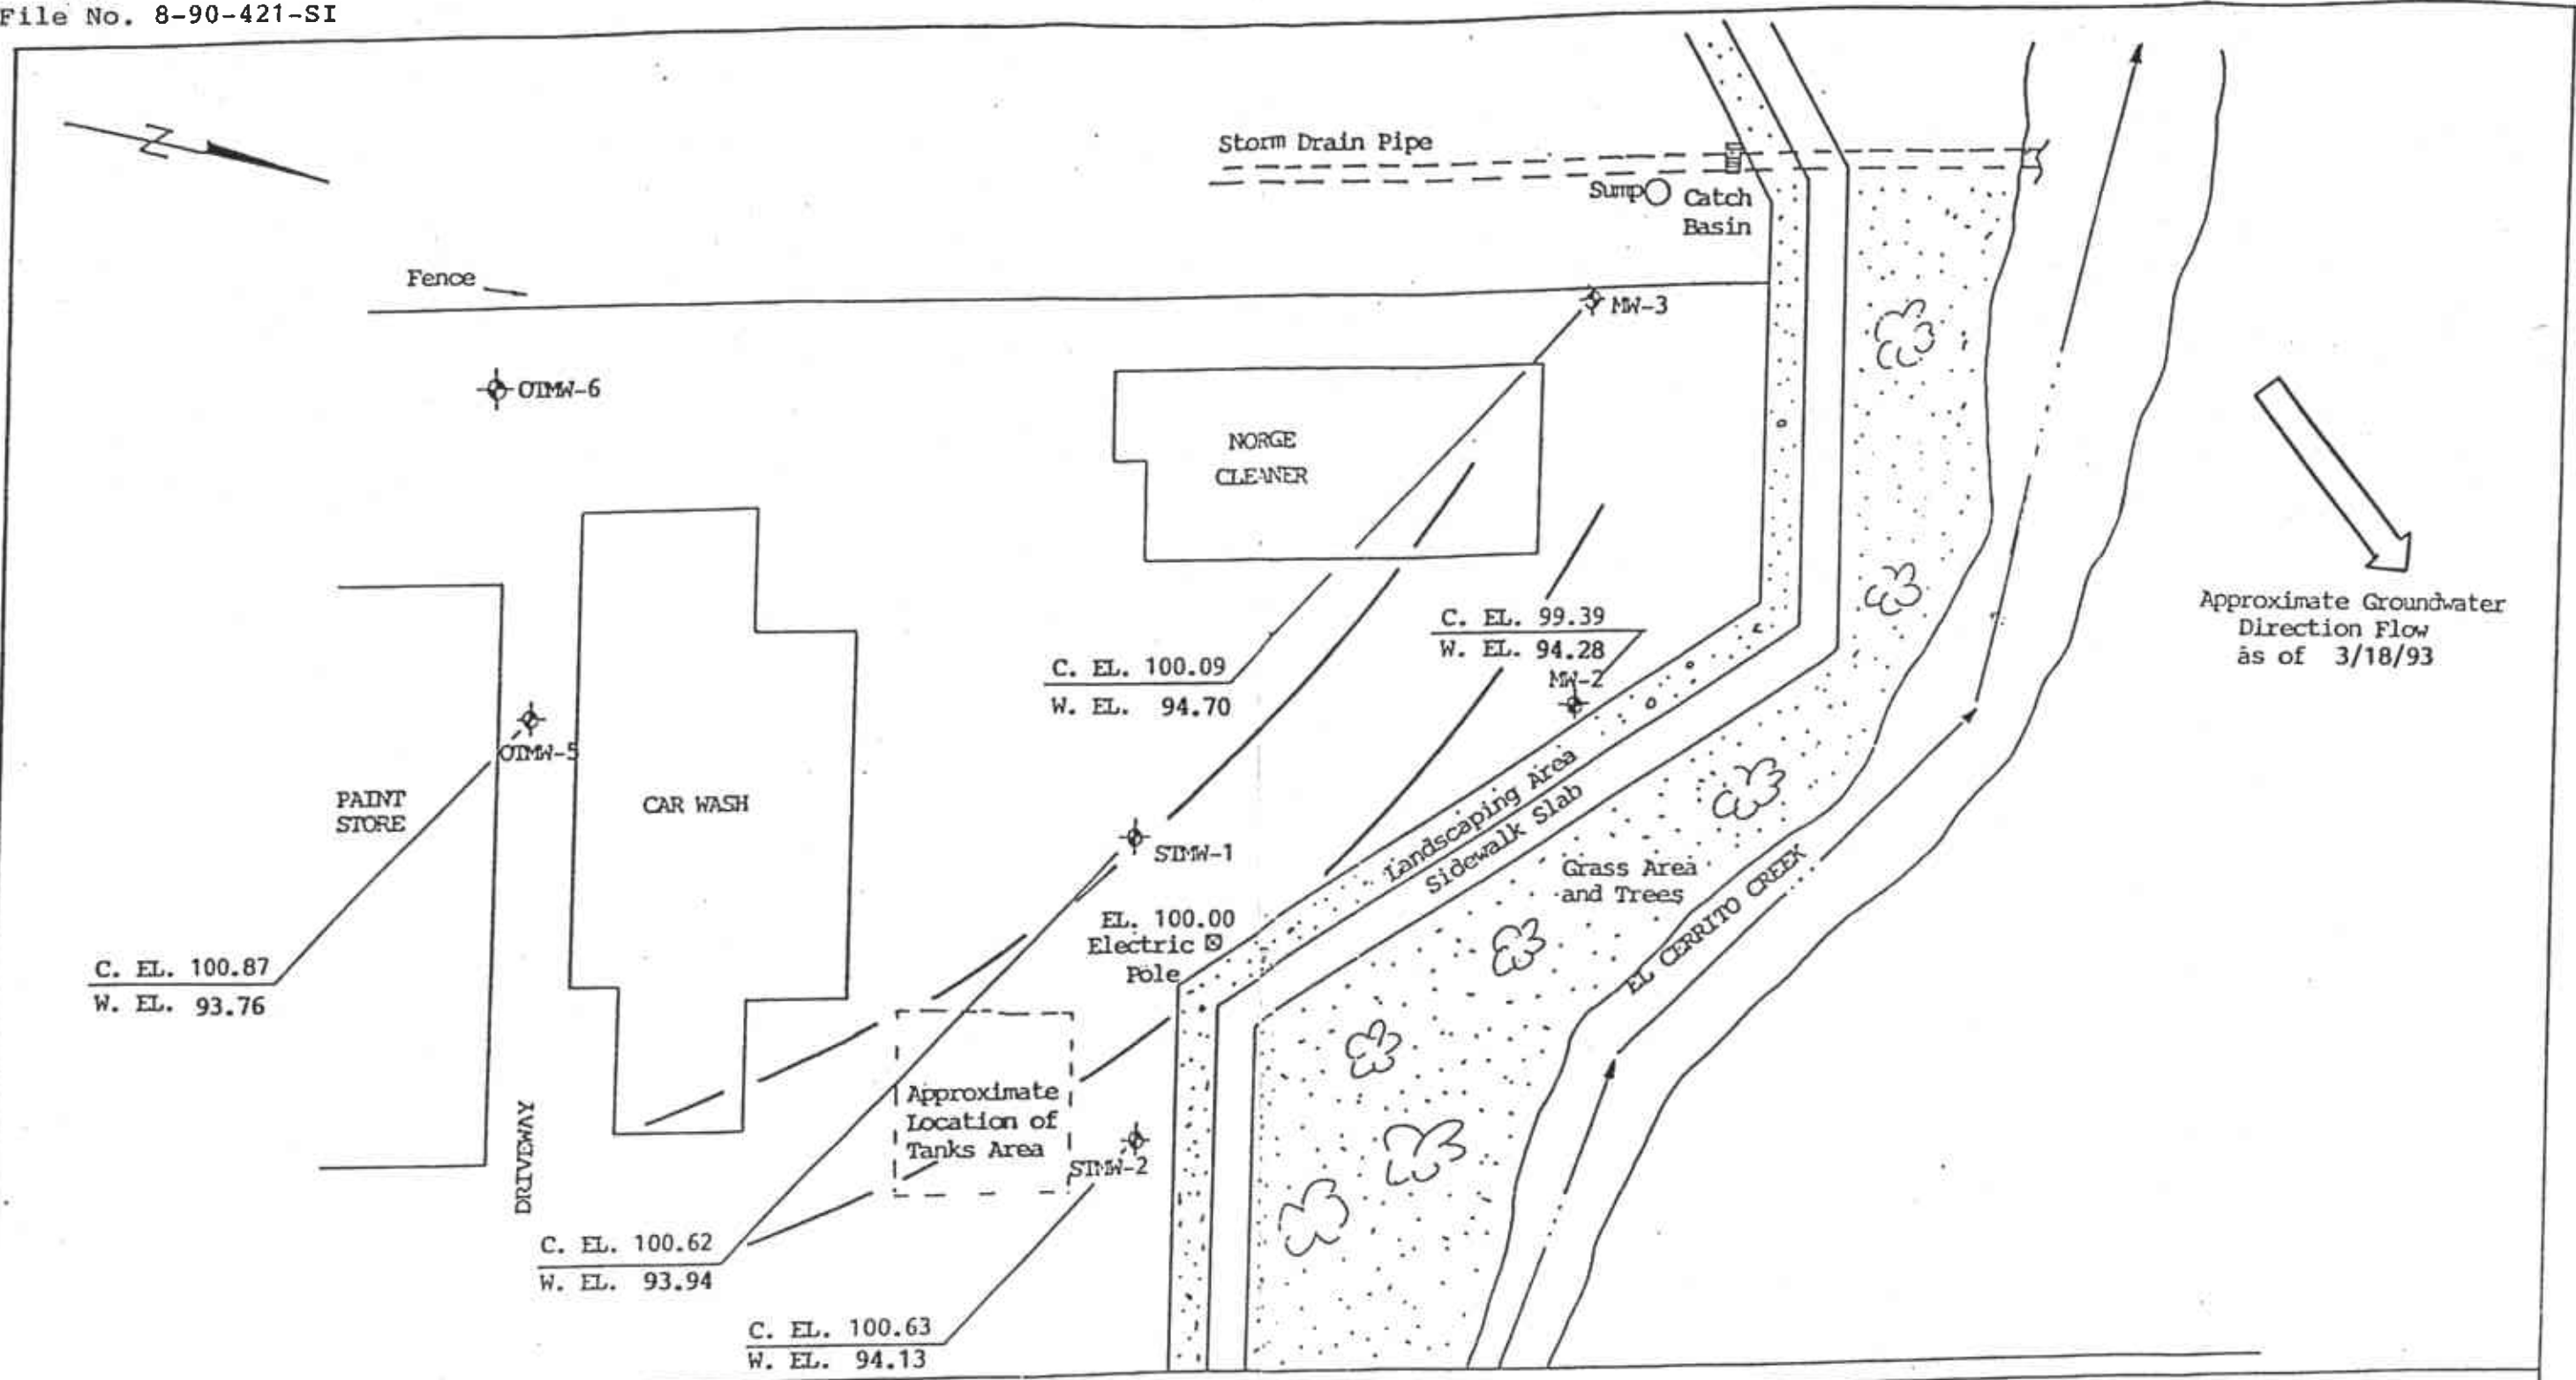 File No. 8-90-421-SI
N
Storm Drain Pipe
Sump
Catch
Basin
Fence
MW-3
OTMW-6
NORGE
CLEANER
C. EL. 99.39
W. EL. 94.28
MW-2
Approximate Groundwater
Direction Flow
as of 3/18/93
C. EL. 100.09
W. EL. 94.70
OTMW-5
PAINT
STORE
CAR WASH
STMW-1
Landscaping Area
Sidewalk Slab
Grass Area
and Trees
EL CERRITO CREEK
EL. 100.00
Electric
Pole
C. EL. 100.87
W. EL. 93.76
Approximate
Location of
Tanks Area
STMW-2
DRIVEWAY
C. EL. 100.62
W. EL. 93.94
C. EL. 100.63
W. EL. 94.13